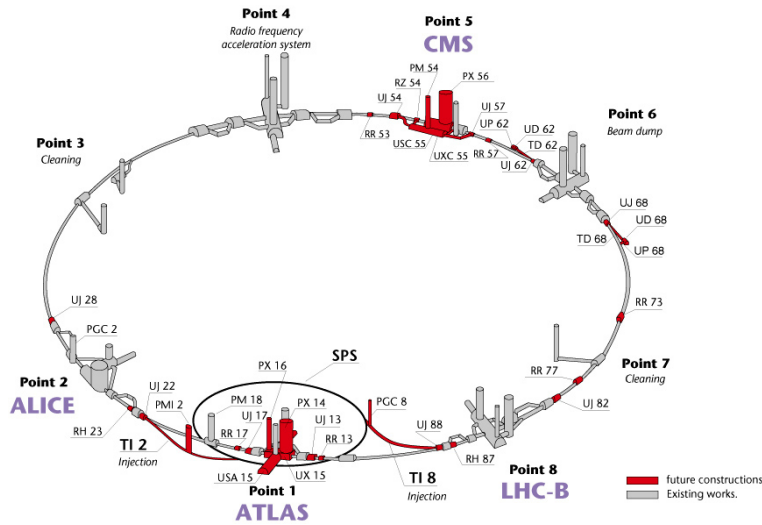 Point 4
Radio frequency
acceleration system
Point 5
CMS
PM 54
RZ 54
PX 56
UJ 54
UJ 57
UP 62
UD 62
TD 62
RR 53
USC 55
UXC 55
RR 57
UJ 62
Point 6
Beam dump
Point 3
Cleaning
UJ 68
UD 68
TD 68
UP 68
UJ 28
RR 73
PGC 2
SPS
PX 16
Point 7
Cleaning
RR 77
Point 2
ALICE
UJ 22
PMI 2
PM 18
UJ 17
PX 14
PGC 8
UJ 82
RH 23
RR 17
UJ 13
UJ 88
TI 2
Injection
RR 13
RH 87
USA 15
UX 15
TI 8
Injection
Point 1
ATLAS
Point 8
LHC-B
future constructions
Existing works.